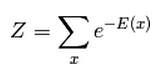 Z = \sum_{x} e^{-E(x)}